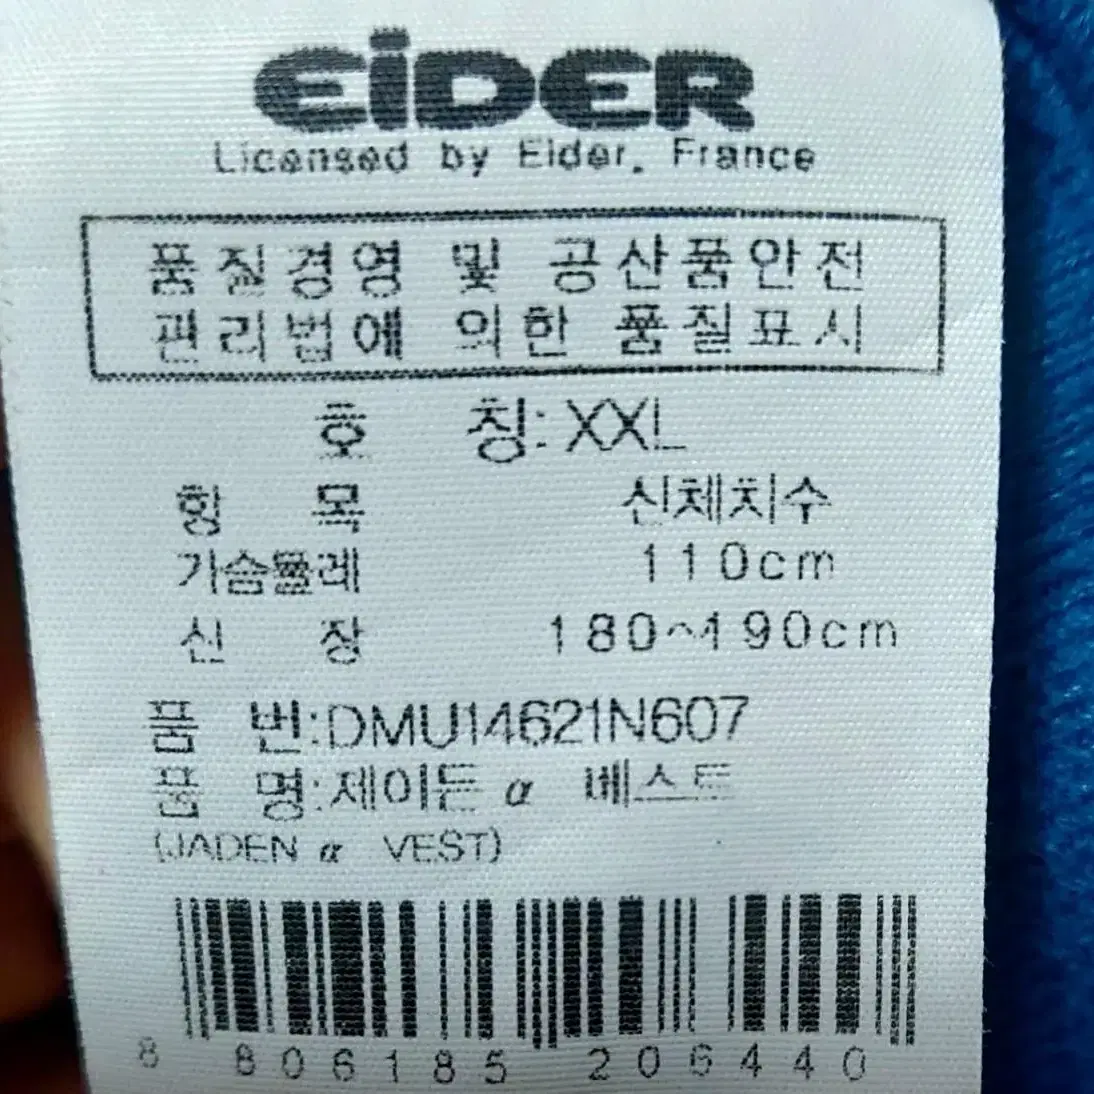 EiDER
Licensed by Eider, France
품질경영 및 공산품안전
관리법에 의한 품질표시
호 칭:XXL
항 목 신체치수
가슴둘레 110cm
신 장 180~190cm
품 번:DMU14621N607
품 명:제이든 α 베스트
(JADEN α VEST)
8 806185 206440